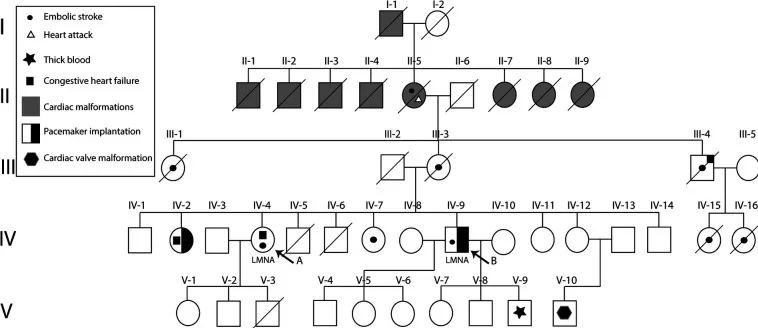 I-1 I-2
I
Embolic stroke
Heart attack
Thick blood
Congestive heart failure
Cardiac malformations
Pacemaker implantation
Cardiac valve malformation
II-1 II-2 II-3 II-4 II-5 II-6 II-7 II-8 II-9
II
III-1 III-2 III-3 III-4 III-5
III
IV-1 IV-2 IV-3 IV-4 IV-5 IV-6 IV-7 IV-8 IV-9 IV-10 IV-11 IV-12 IV-13 IV-14 IV-15 IV-16
IV
LMNA A LMNA B
V-1 V-2 V-3 V-4 V-5 V-6 V-7 V-8 V-9 V-10
V